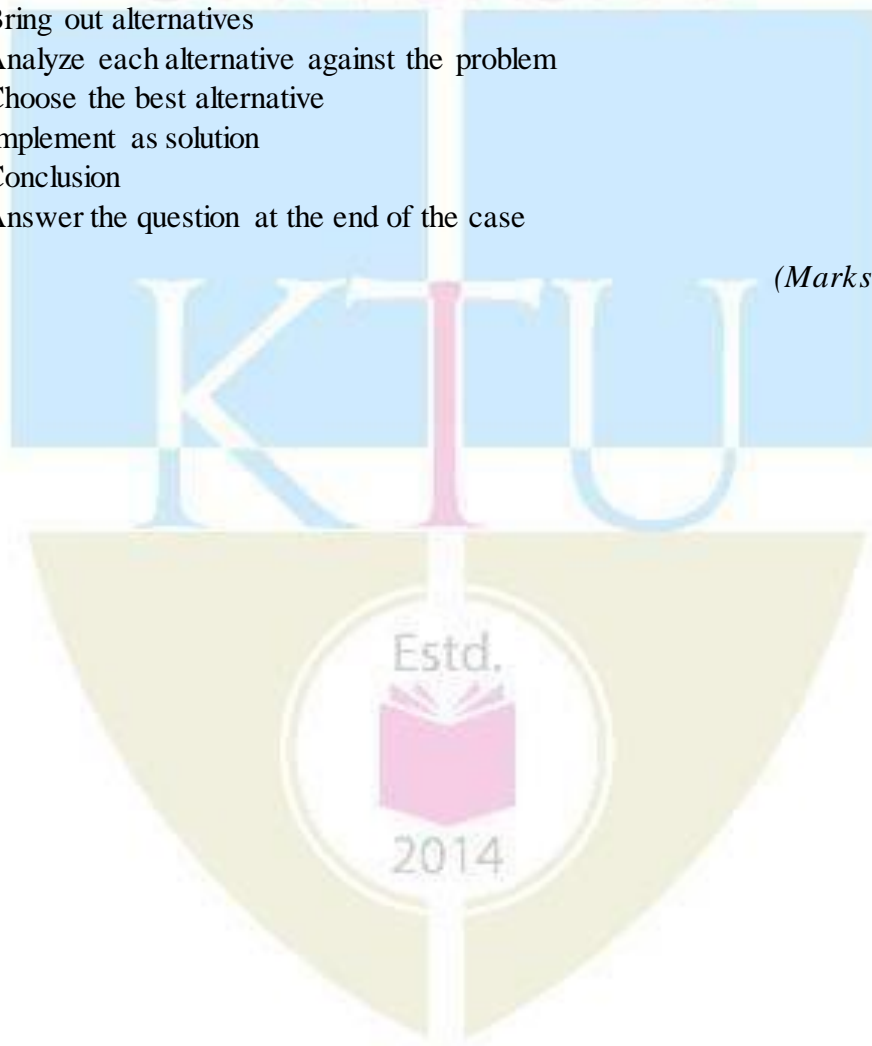 Bring out alternatives
Analyze each alternative against the problem
Choose the best alternative
Implement as solution
Conclusion
Answer the question at the end of the case
(Marks
KTU
Estd.
2014